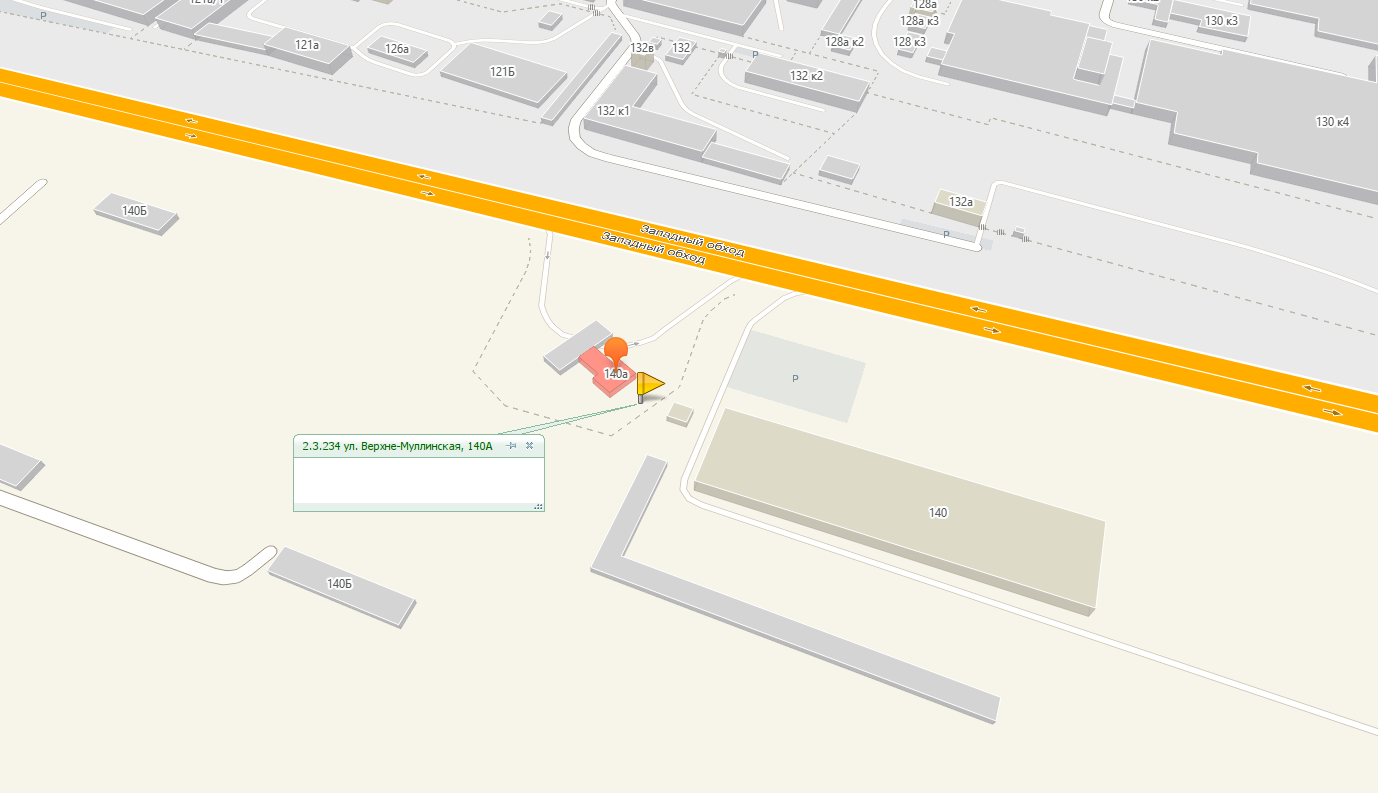 P
121а
126а
121Б
132в
132
P
132 к1
132 к2
128а
128а к3
128а к2
128 к3
130 к3
130 к4
140Б
132а
P
Западный обход
Западный обход
140а
P
2.3.234 ул. Верхне-Муллинская, 140А
140
140Б